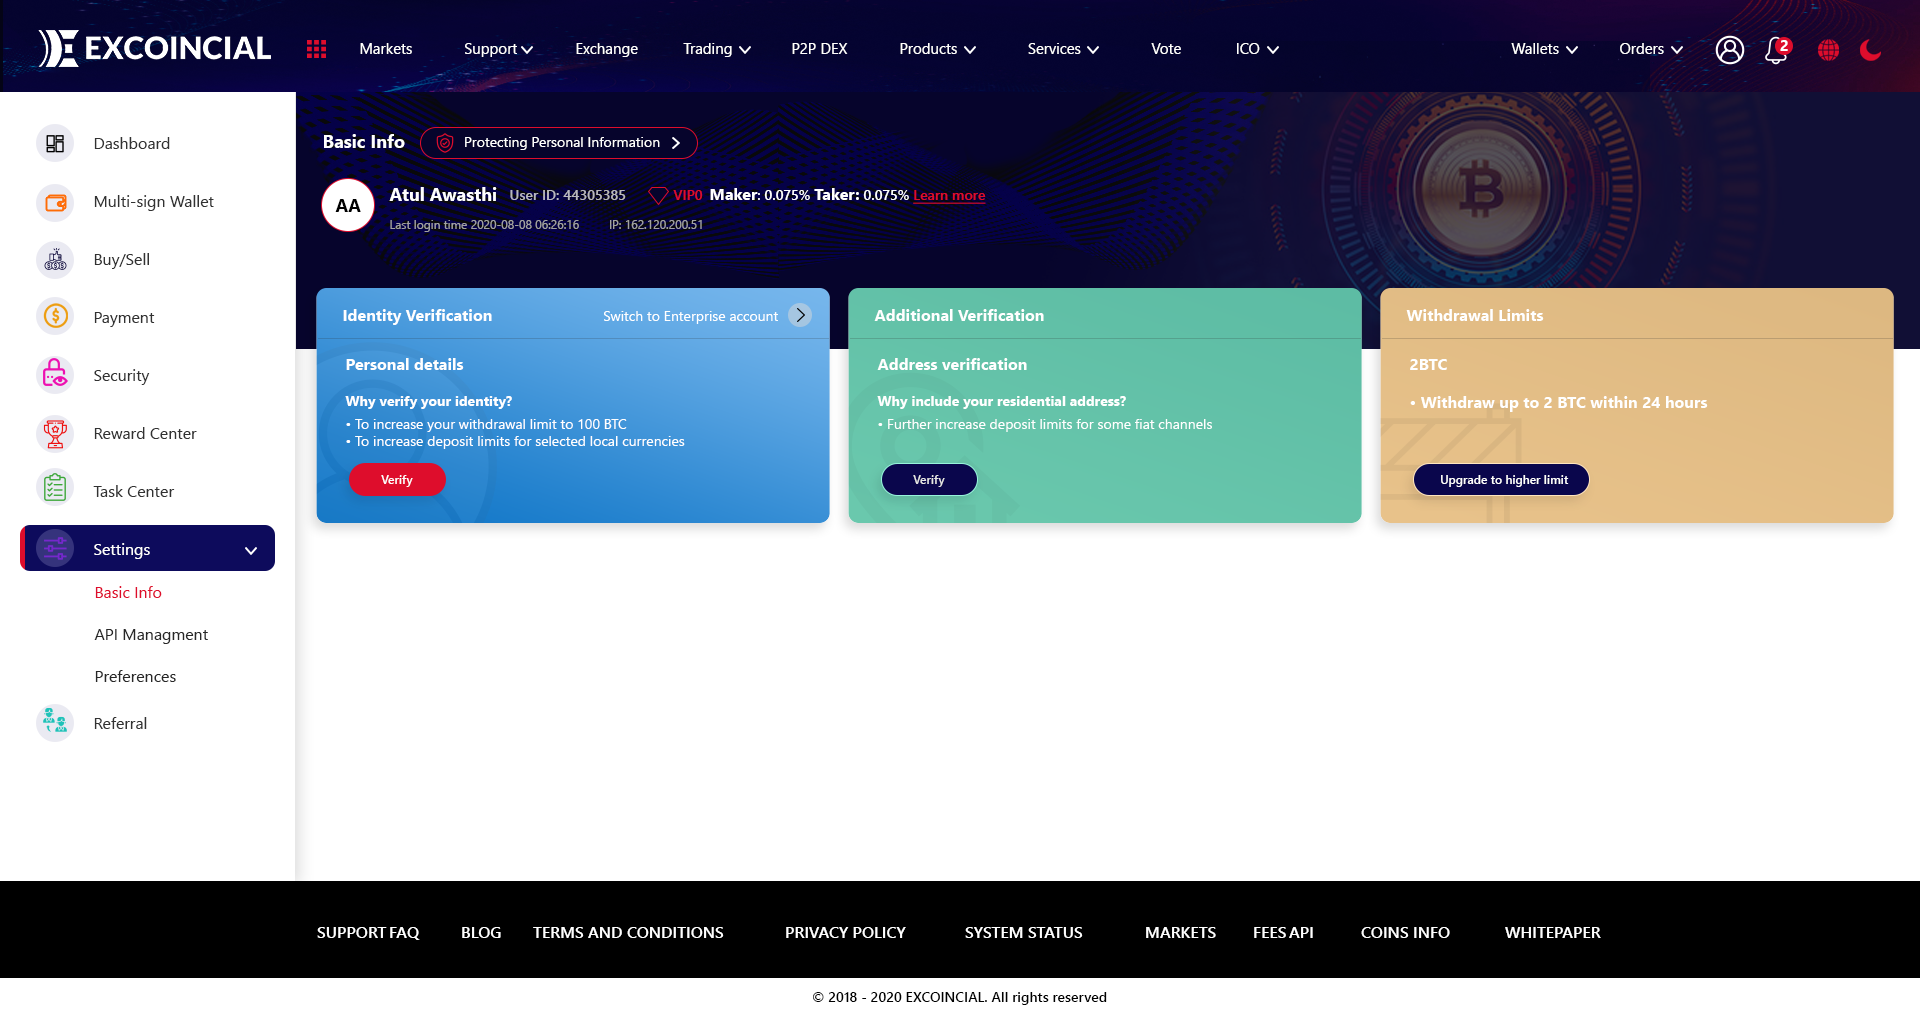 EXCOINCIAL
Markets
Support
Exchange
Trading
P2P DEX
Products
Services
Vote
ICO
Wallets
Orders
2
Dashboard
Multi-sign Wallet
Buy/Sell
Payment
Security
Reward Center
Task Center
Settings
Basic Info
API Managment
Preferences
Referral
Basic Info
Protecting Personal Information
AA
Atul Awasthi User ID: 44305385 VIP0 Maker: 0.075% Taker: 0.075% Learn more
Last login time 2020-08-08 06:26:16 IP: 162.120.200.51
Identity Verification
Switch to Enterprise account
Personal details
Why verify your identity?
• To increase your withdrawal limit to 100 BTC
• To increase deposit limits for selected local currencies
Verify
Additional Verification
Address verification
Why include your residential address?
• Further increase deposit limits for some fiat channels
Verify
Withdrawal Limits
2BTC
• Withdraw up to 2 BTC within 24 hours
Upgrade to higher limit
SUPPORT FAQ
BLOG
TERMS AND CONDITIONS
PRIVACY POLICY
SYSTEM STATUS
MARKETS
FEES API
COINS INFO
WHITEPAPER
© 2018 - 2020 EXCOINCIAL. All rights reserved